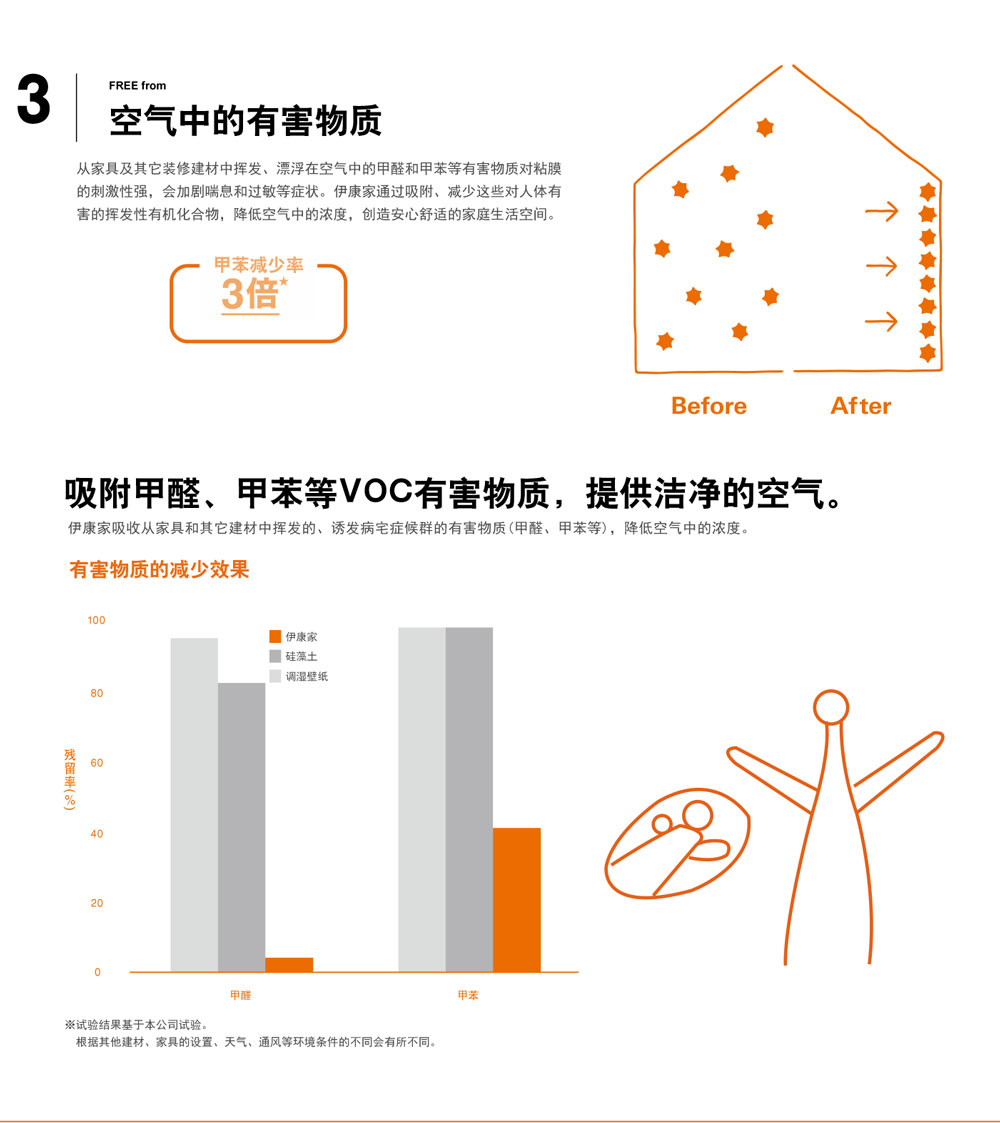 3
FREE from
空气中的有害物质
从家具及其它装修建材中挥发、漂浮在空气中的甲醛和甲苯等有害物质对粘膜
的刺激性强，会加剧喘息和过敏等症状。伊康家通过吸附、减少这些对人体有
害的挥发性有机化合物，降低空气中的浓度，创造安心舒适的家庭生活空间。
甲苯减少率
3倍★
Before
After
吸附甲醛、甲苯等VOC有害物质，提供洁净的空气。
伊康家吸收从家具和其它建材中挥发的、诱发病宅症候群的有害物质(甲醛、甲苯等)，降低空气中的浓度。
有害物质的减少效果
残留率(%)
100
80
60
40
20
0
伊康家
硅藻土
调湿壁纸
甲醛
甲苯
※试验结果基于本公司试验。
根据其他建材、家具的设置、天气、通风等环境条件的不同会有所不同。